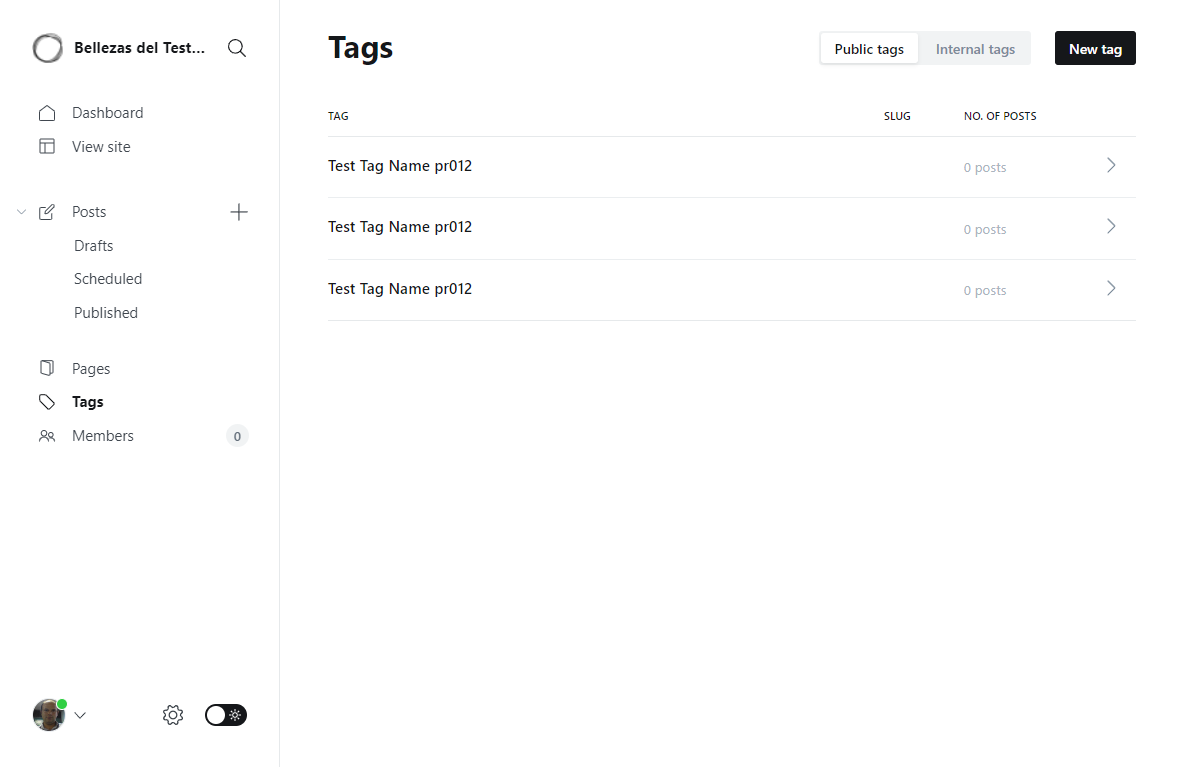 Bellezas del Test...
Dashboard
View site
Posts
Drafts
Scheduled
Published
Pages
Tags
Members
0
Tags
Public tags
Internal tags
New tag
TAG
SLUG
NO. OF POSTS
Test Tag Name pr012
0 posts
Test Tag Name pr012
0 posts
Test Tag Name pr012
0 posts